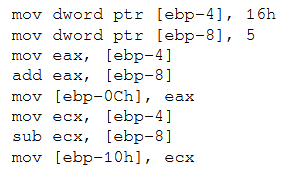 mov dword ptr [ebp-4], 16h
mov dword ptr [ebp-8], 5
mov eax, [ebp-4]
add eax, [ebp-8]
mov [ebp-0Ch], eax
mov ecx, [ebp-4]
sub ecx, [ebp-8]
mov [ebp-10h], ecx